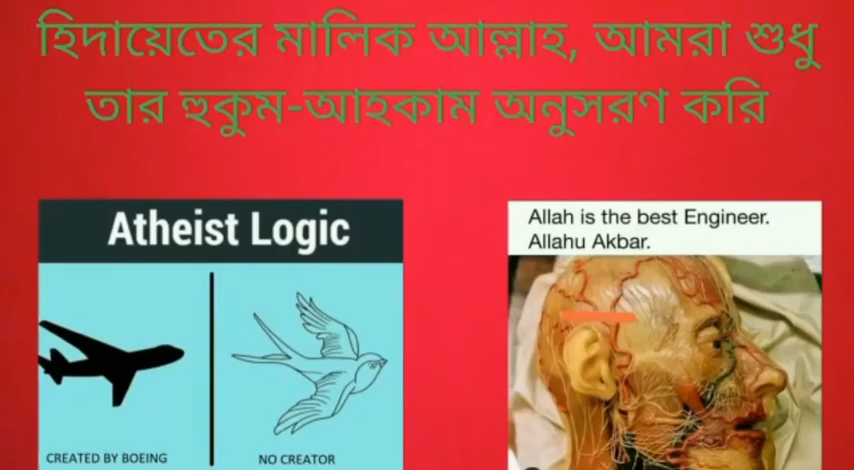 হিদায়েতের মালিক আল্লাহ, আমরা শুধু
তার হুকুম-আহকাম অনুসরণ করি
Atheist Logic
CREATED BY BOEING
NO CREATOR
Allah is the best Engineer.
Allahu Akbar.